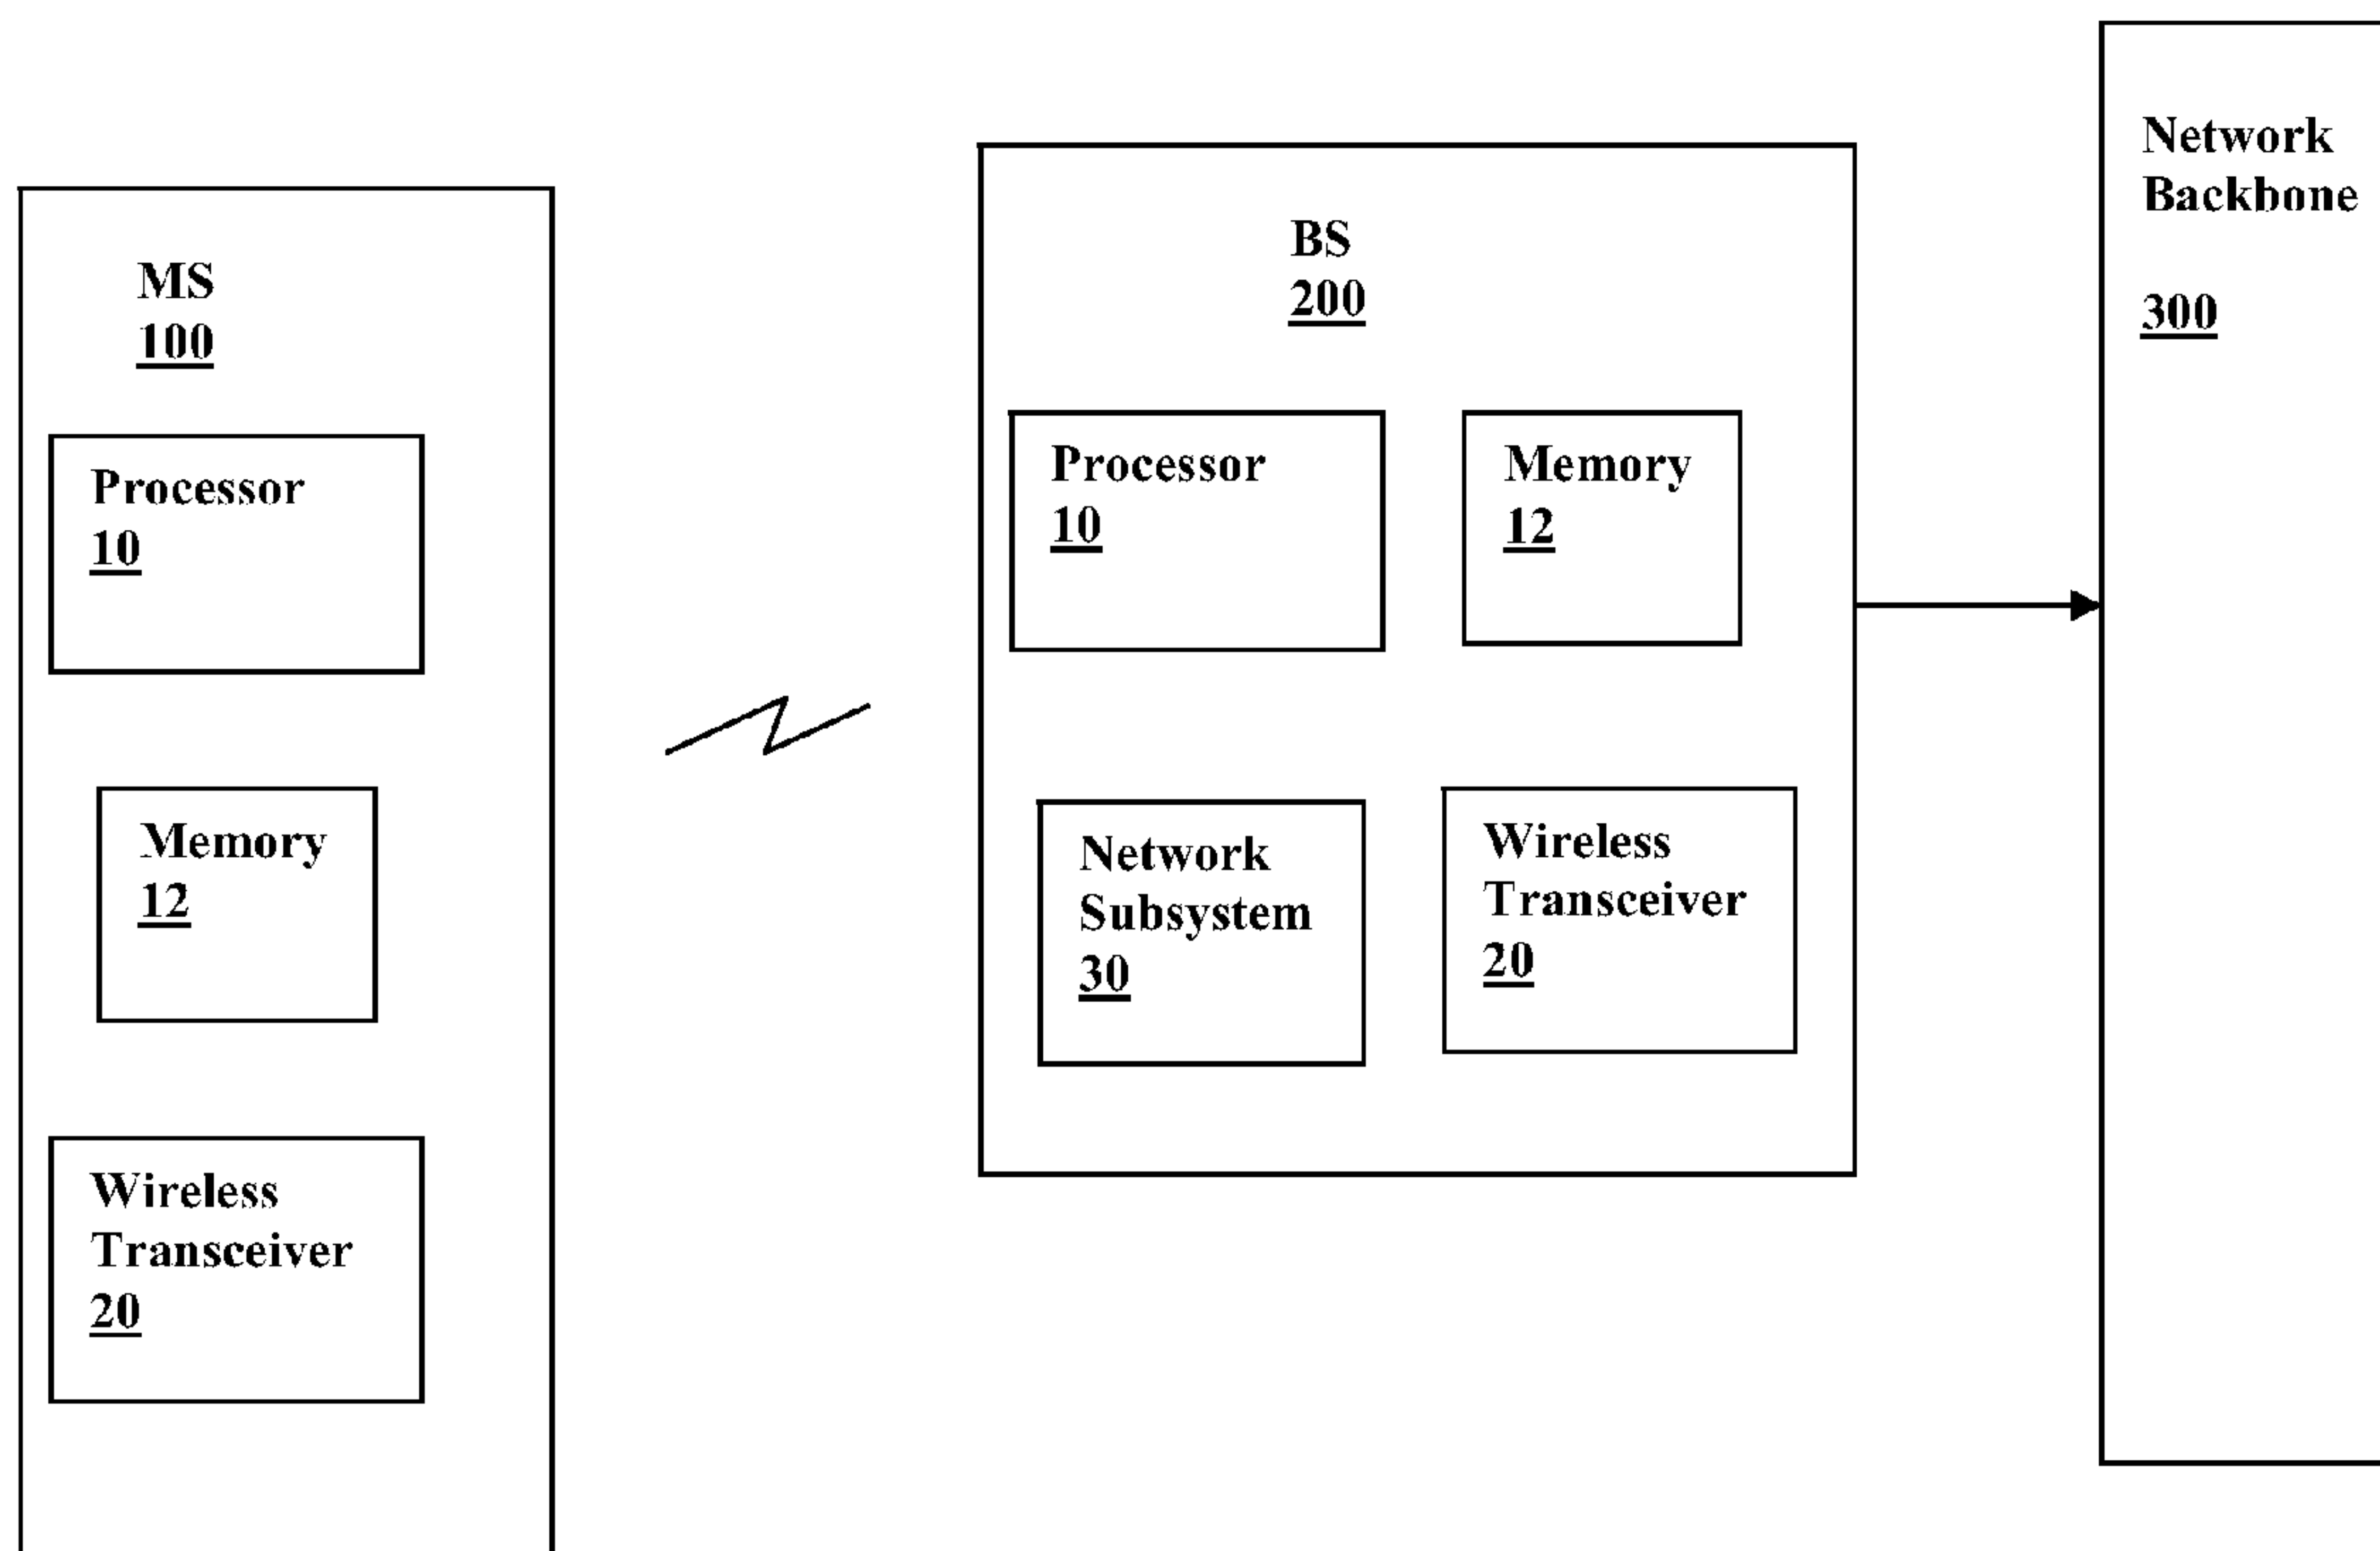 MS
100
Processor
10
Memory
12
Wireless
Transceiver
20
BS
200
Processor
10
Memory
12
Network
Subsystem
30
Wireless
Transceiver
20
Network
Backbone
300